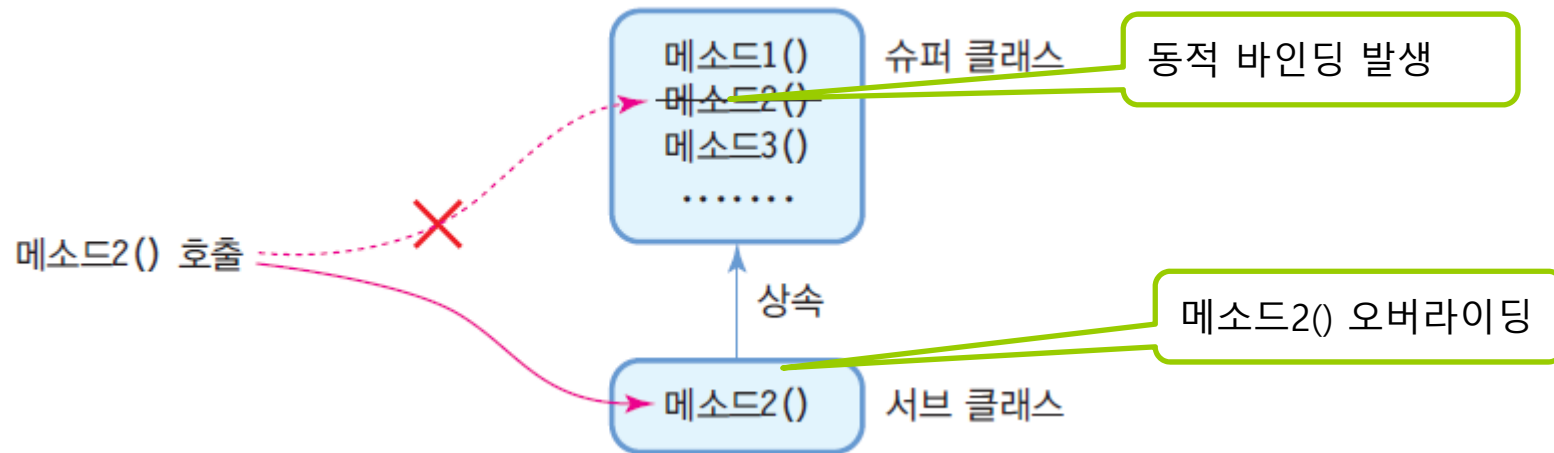 메소드1()
슈퍼 클래스
동적 바인딩 발생
메소드2()
메소드3()
·······
메소드2() 호출
상속
메소드2() 오버라이딩
메소드2()
서브 클래스